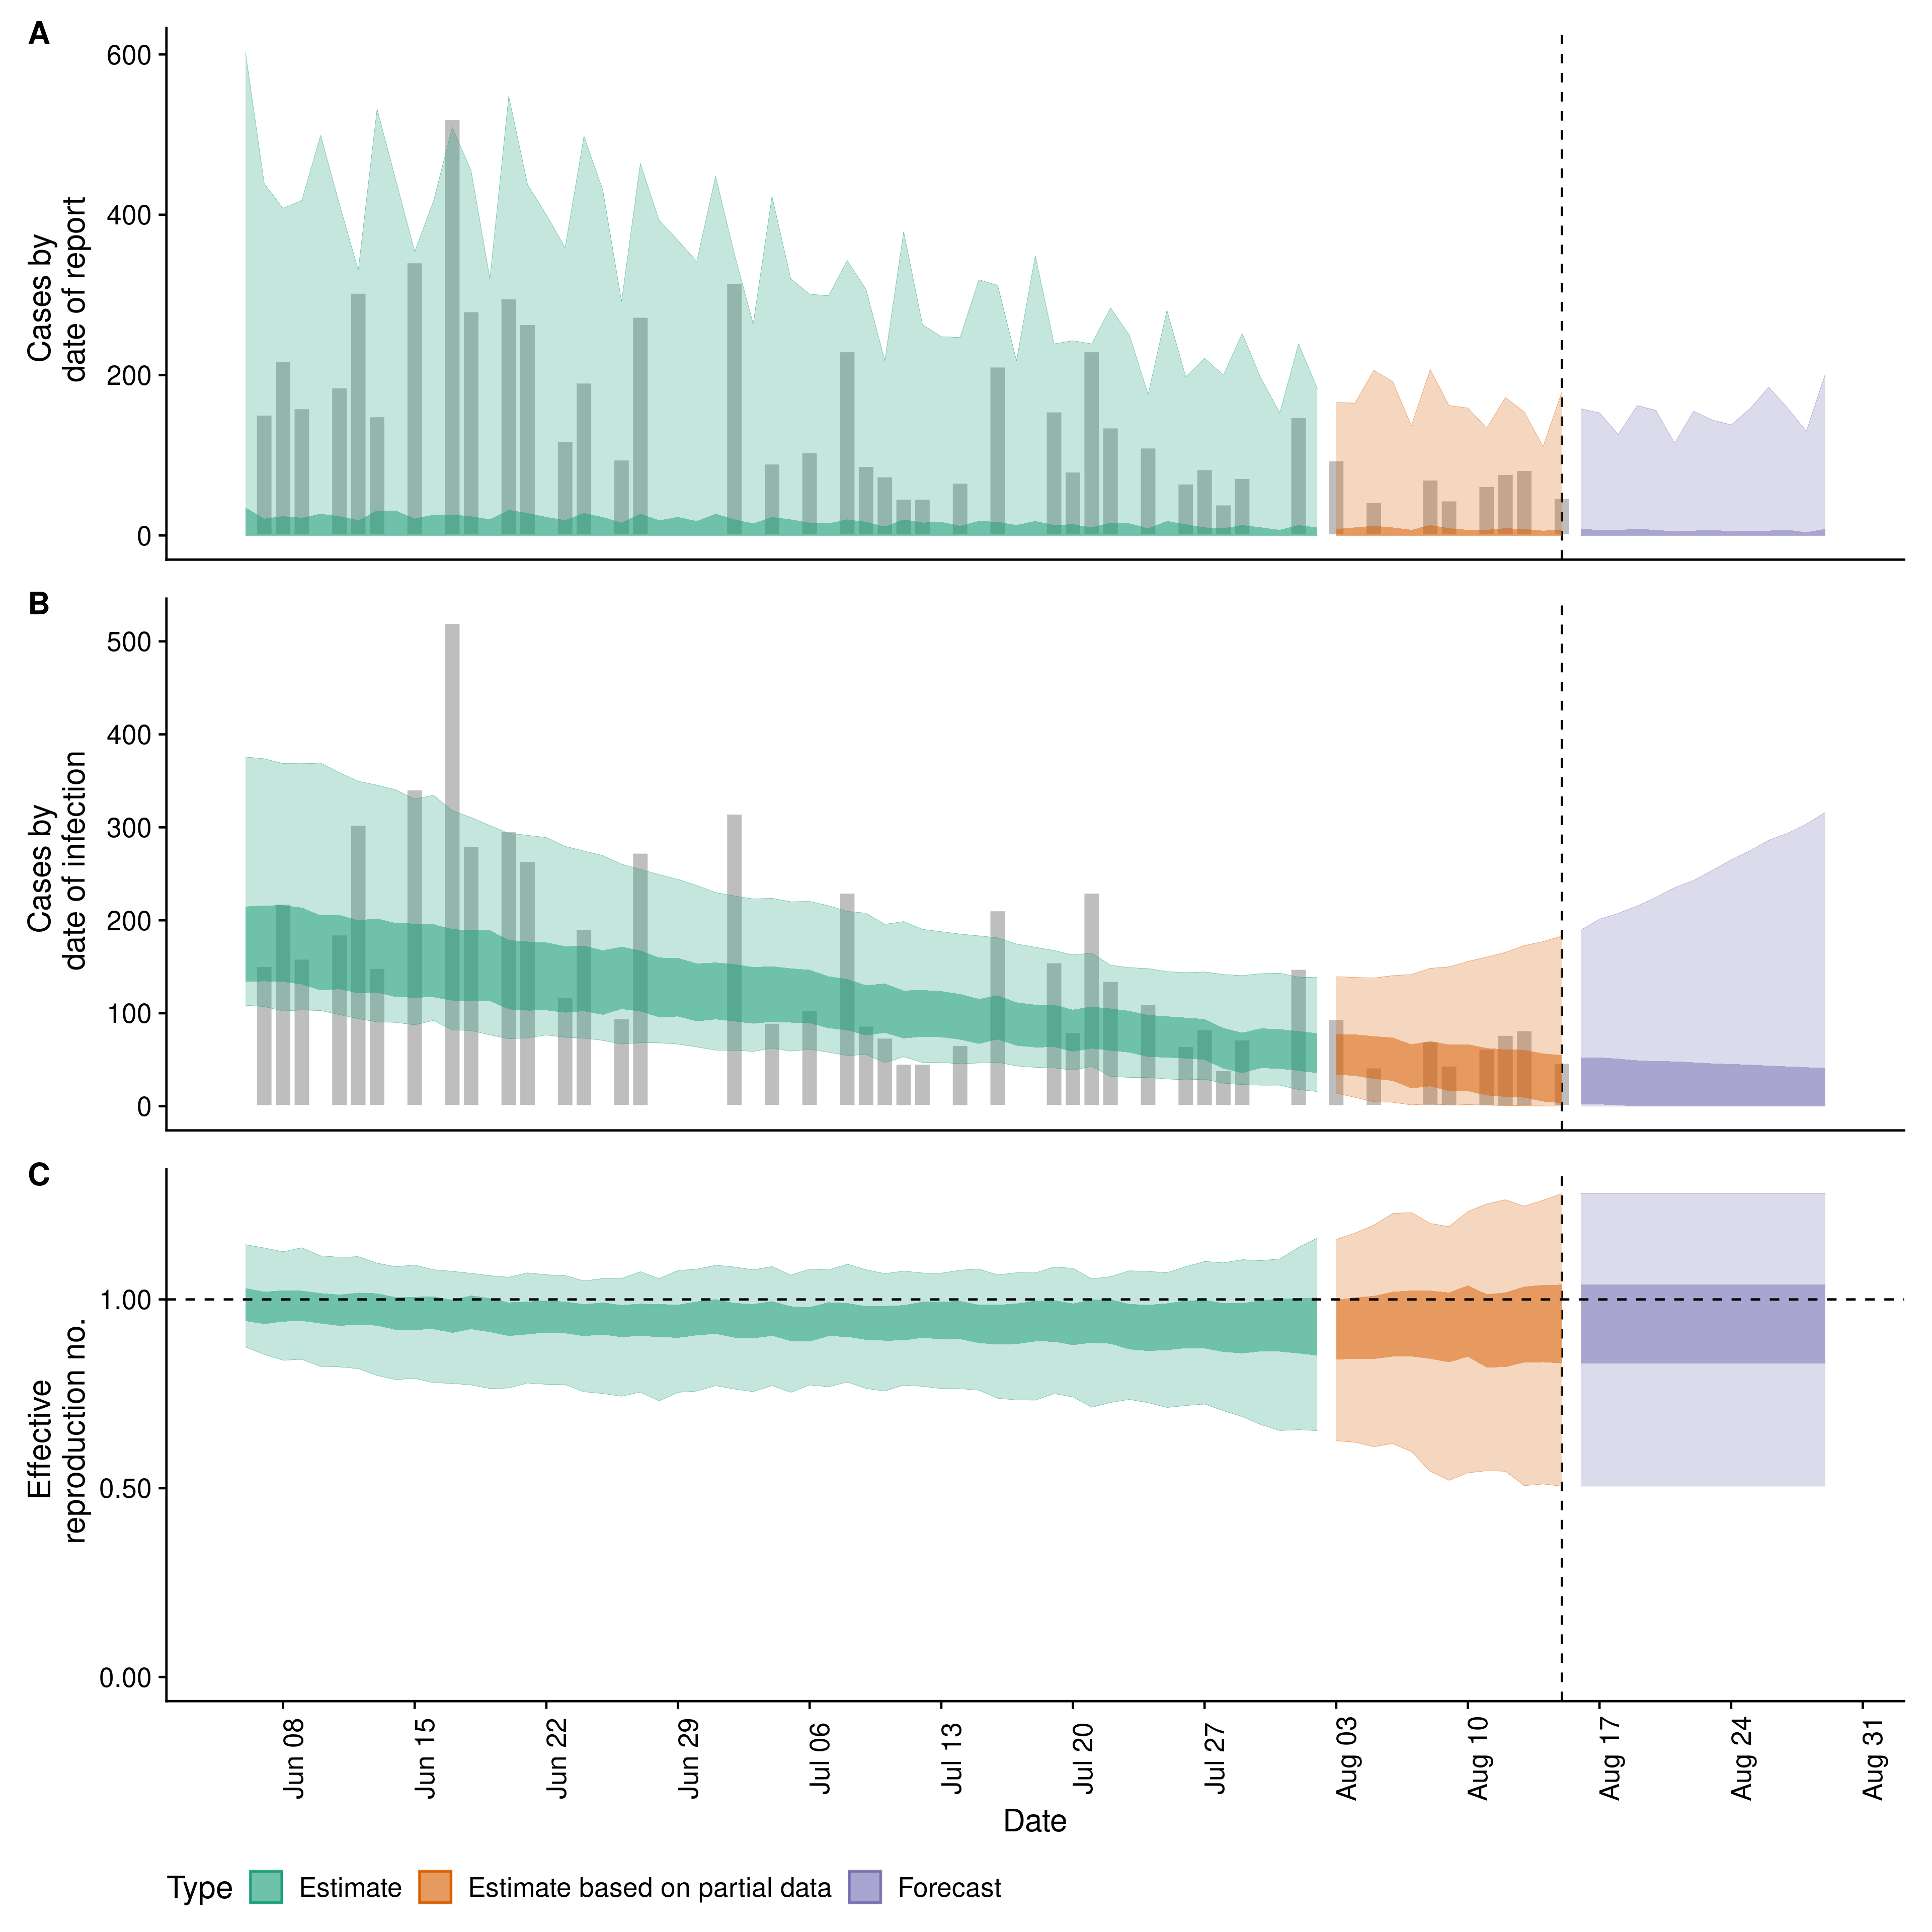 A
Cases by
date of report
600
400
200
0
B
Cases by
date of infection
500
400
300
200
100
0
C
Effective
reproduction no.
1.00
0.50
0.00
Jun 08
Jun 15
Jun 22
Jun 29
Jul 06
Jul 13
Jul 20
Jul 27
Aug 03
Aug 10
Aug 17
Aug 24
Aug 31
Date
Type Estimate Estimate based on partial data Forecast